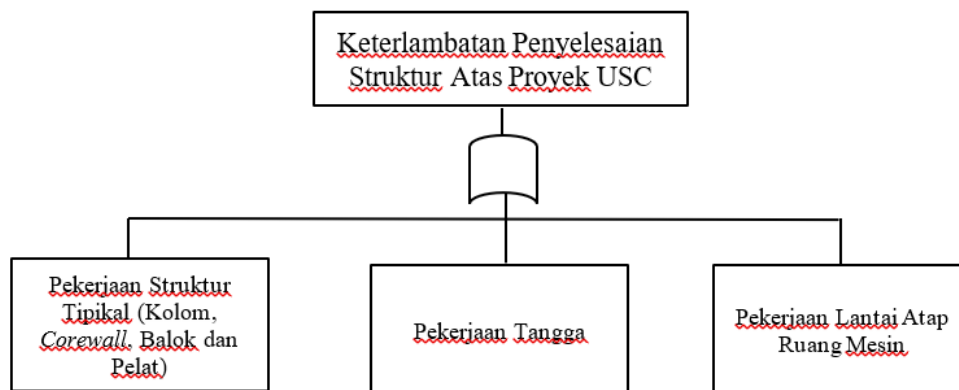 Keterlambatan Penyelesaian
Struktur Atas Proyek USC
Pekerjaan Struktur
Tipikal (Kolom,
Corewall, Balok dan
Pelat)
Pekerjaan Tangga
Pekerjaan Lantai Atap
Ruang Mesin